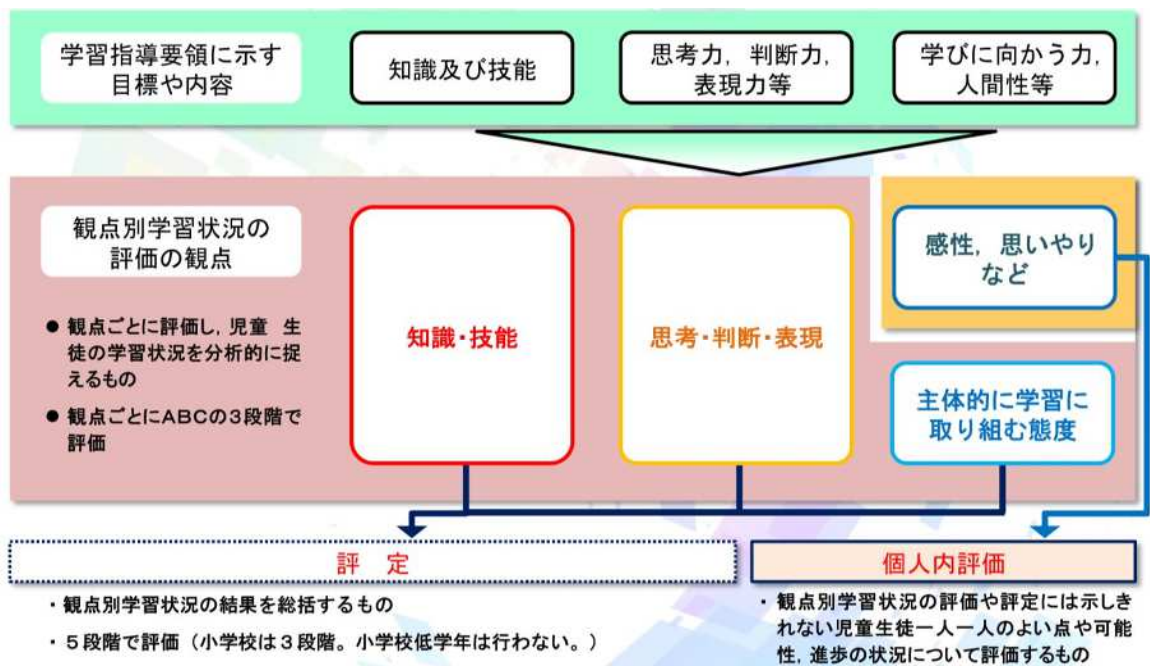 学習指導要領に示す
目標や内容
知識及び技能
思考力，判断力，
表現力等
学びに向かう力，
人間性等
観点別学習状況の
評価の観点
● 観点ごとに評価し，児童　生
徒の学習状況を分析的に捉
えるもの
● 観点ごとにＡＢＣの３段階で
評価
知識・技能
思考・判断・表現
感性，思いやり
など
主体的に学習に
取り組む態度
評　定
・観点別学習状況の結果を総括するもの
・５段階で評価（小学校は３段階。小学校低学年は行わない。）
個人内評価
・観点別学習状況の評価や評定には示しき
れない児童生徒一人一人のよい点や可能
性，進歩の状況について評価するもの